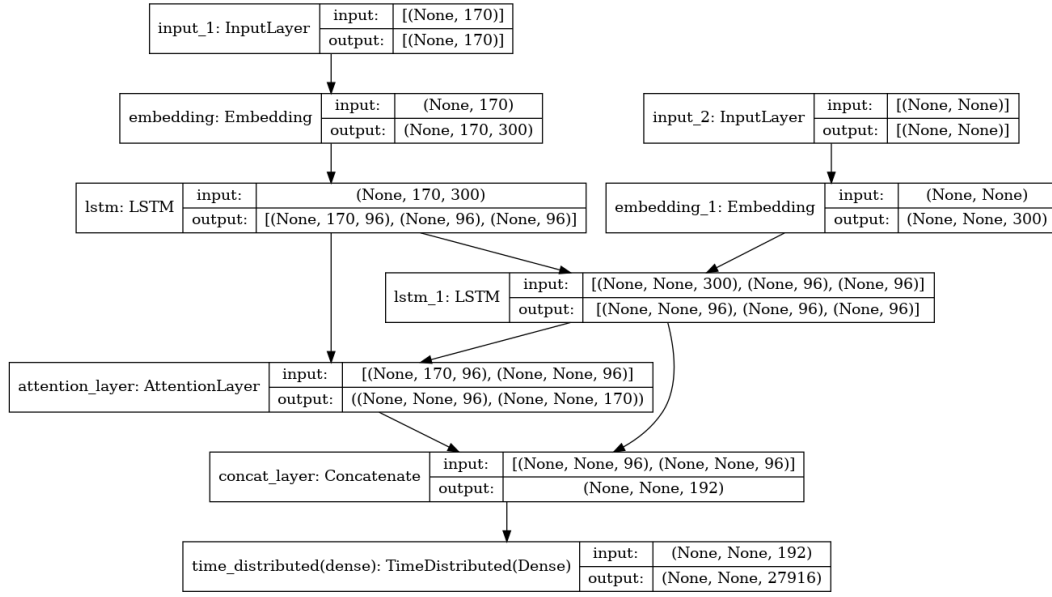 input_1: InputLayer
input: [(None, 170)]
output: [(None, 170)]
embedding: Embedding
input: (None, 170)
output: (None, 170, 300)
input_2: InputLayer
input: [(None, None)]
output: [(None, None)]
lstm: LSTM
input: (None, 170, 300)
output: [(None, 170, 96), (None, 96), (None, 96)]
embedding_1: Embedding
input: (None, None)
output: (None, None, 300)
lstm_1: LSTM
input: [(None, None, 300), (None, 96), (None, 96)]
output: [(None, None, 96), (None, 96), (None, 96)]
attention_layer: AttentionLayer
input: [(None, 170, 96), (None, None, 96)]
output: ((None, None, 96), (None, None, 170))
concat_layer: Concatenate
input: [(None, None, 96), (None, None, 96)]
output: (None, None, 192)
time_distributed(dense): TimeDistributed(Dense)
input: (None, None, 192)
output: (None, None, 27916)